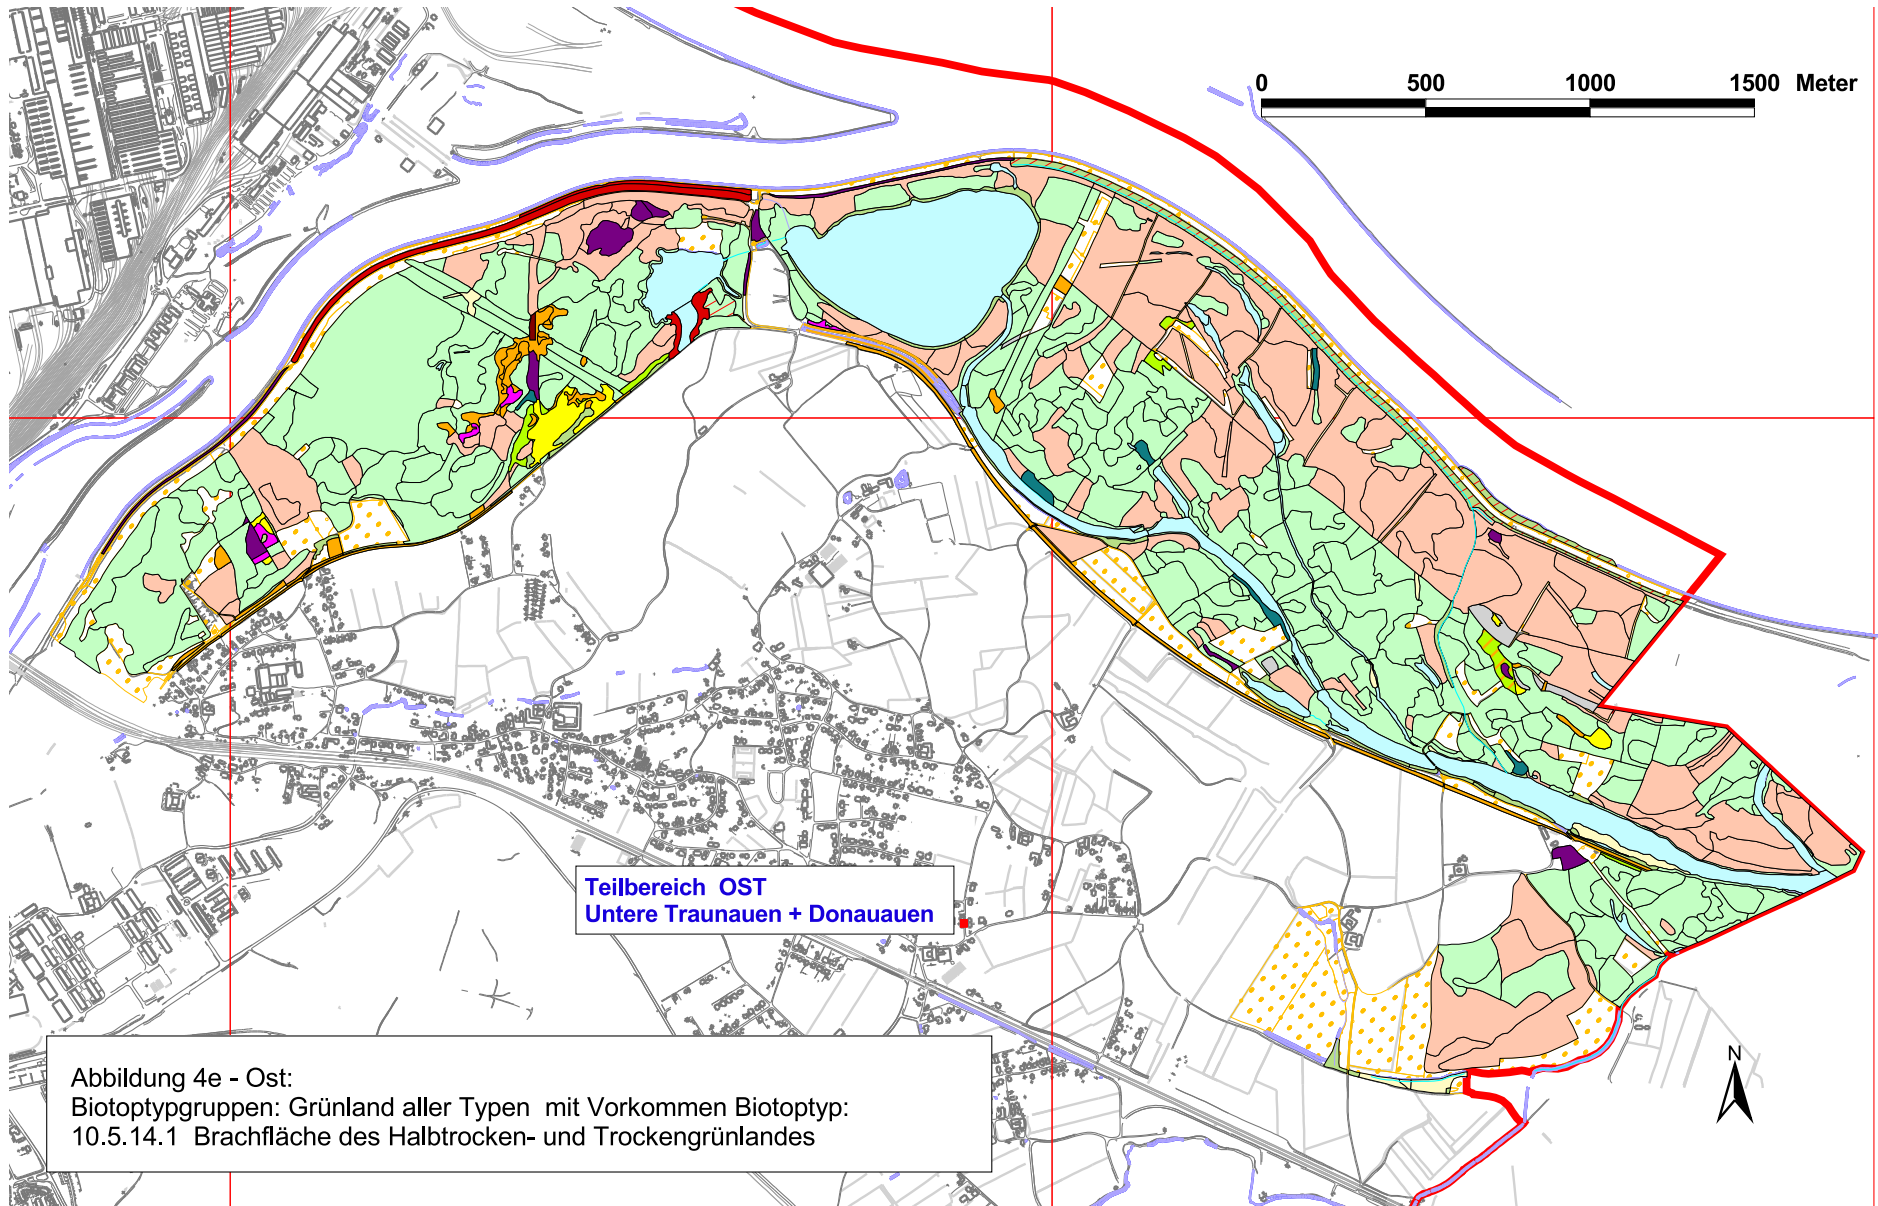 0 500 1000 1500 Meter
Teilbereich OST
Untere Traunauen + Donauauen
Abbildung 4e - Ost:
Biotoptypgruppen: Grünland aller Typen mit Vorkommen Biotoptyp:
10.5.14.1 Brachfläche des Halbtrocken- und Trockengrünlandes
N